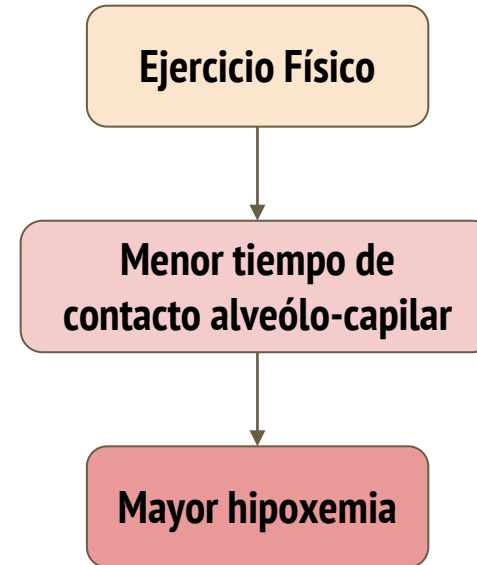 Ejercicio Físico
Menor tiempo de
contacto alveólo-capilar
Mayor hipoxemia